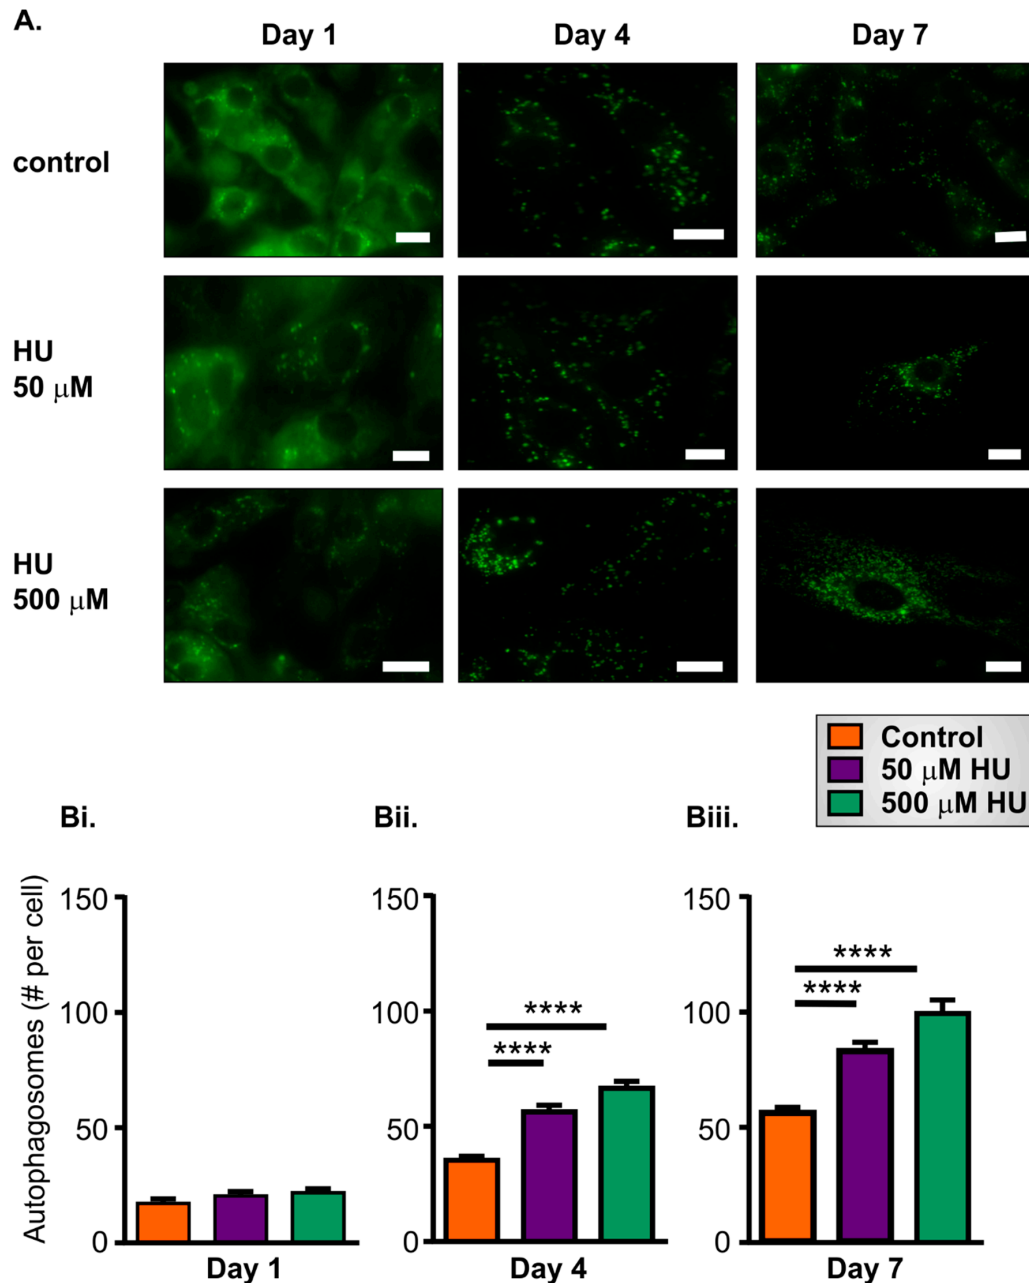 A.
Day 1 Day 4 Day 7
control
HU
50 μM
HU
500 μM
Control
50 μM HU
500 μM HU
Bi. Bii. Biii.
Autophagosomes (# per cell)
150
100
50
0
Day 1
150
100
50
0
****
****
Day 4
150
100
50
0
****
****
Day 7